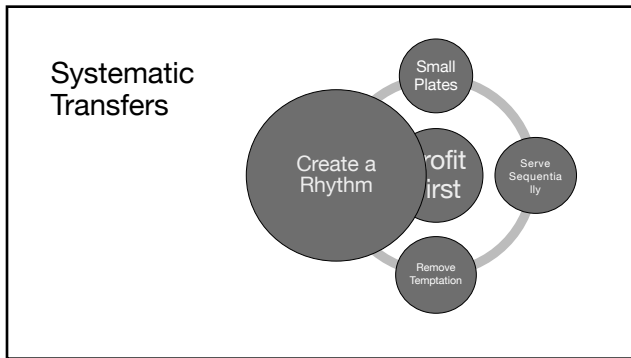 Systematic
Transfers
Small
Plates
Create a
Rhythm
rofit
irst
Serve
Sequentia
lly
Remove
Temptation